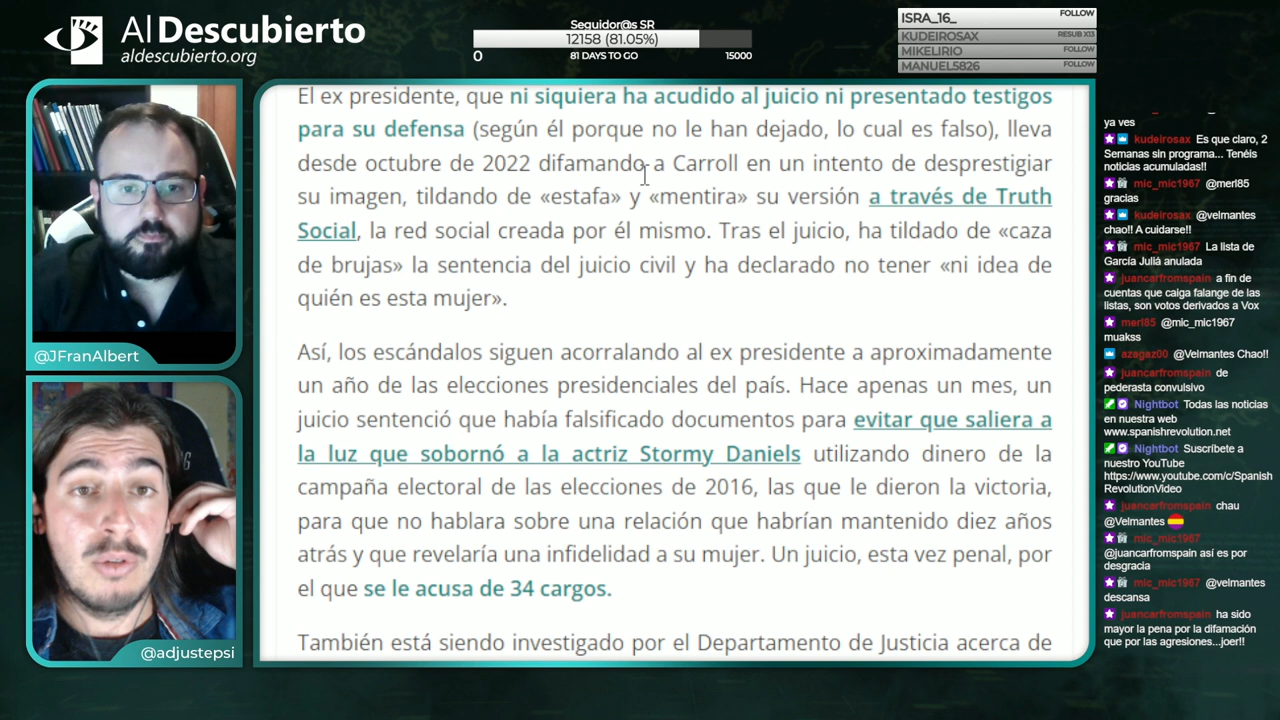 Al Descubierto
aldescubierto.org
Seguidor@s SR
12158 (81.05%)
0
81 DAYS TO GO
15000
ISRA_16_ FOLLOW
KUDEIROSAX RESUB X13
MIKELIRIO FOLLOW
MANUEL5826 FOLLOW
@JFranAlbert
@adjustepsi
El ex presidente, que ni siquiera ha acudido al juicio ni presentado testigos
para su defensa (según él porque no le han dejado, lo cual es falso), lleva
desde octubre de 2022 difamando a Carroll en un intento de desprestigiar
su imagen, tildando de «estafa» y «mentira» su versión a través de Truth
Social, la red social creada por él mismo. Tras el juicio, ha tildado de «caza
de brujas» la sentencia del juicio civil y ha declarado no tener «ni idea de
quién es esta mujer».
Así, los escándalos siguen acorralando al ex presidente a aproximadamente
un año de las elecciones presidenciales del país. Hace apenas un mes, un
juicio sentenció que había falsificado documentos para evitar que saliera a
la luz que sobornó a la actriz Stormy Daniels utilizando dinero de la
campaña electoral de las elecciones de 2016, las que le dieron la victoria,
para que no hablara sobre una relación que habrían mantenido diez años
atrás y que revelaría una infidelidad a su mujer. Un juicio, esta vez penal, por
el que se le acusa de 34 cargos.
También está siendo investigado por el Departamento de Justicia acerca de
ya ves
kudeirosax Es que claro, 2
Semanas sin programa... Tenéis
noticias acumuladas!!
mic_mic1967 @merl85
gracias
kudeirosax @velmantes
chao!! A cuidarse!!
mic_mic1967 La lista de
García Juliá anulada
juancarfromspain a fin de
cuentas que caiga falange de las
listas, son votos derivados a Vox
merl85 @mic_mic1967
muakss
azagaz00 @Velmantes Chao!!
juancarfromspain de
pederasta convulsivo
Nightbot Todas las noticias
en nuestra web
www.spanishrevolution.net
Nightbot Suscríbete a
nuestro YouTube
https://www.youtube.com/c/Spanish
RevolutionVideo
juancarfromspain chau
@Velmantes
mic_mic1967
@juancarfromspain así es por
desgracia
mic_mic1967 @velmantes
descansa
juancarfromspain ha sido
mayor la pena por la difamación
que por las agresiones...joer!!